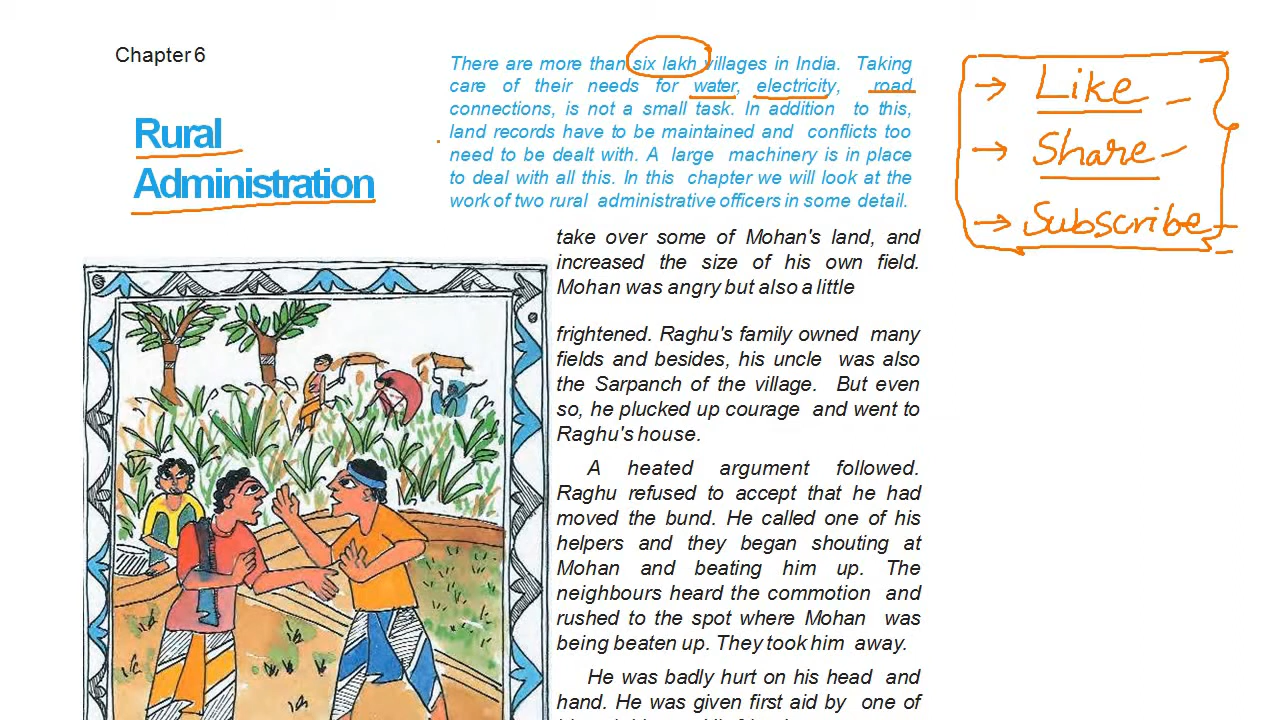 Chapter 6
Rural
Administration
There are more than six lakh villages in India. Taking
care of their needs for water, electricity, road
connections, is not a small task. In addition to this,
land records have to be maintained and conflicts too
need to be dealt with. A large machinery is in place
to deal with all this. In this chapter we will look at the
work of two rural administrative officers in some detail.
take over some of Mohan's land, and
increased the size of his own field.
Mohan was angry but also a little
frightened. Raghu's family owned many
fields and besides, his uncle was also
the Sarpanch of the village. But even
so, he plucked up courage and went to
Raghu's house.
A heated argument followed.
Raghu refused to accept that he had
moved the bund. He called one of his
helpers and they began shouting at
Mohan and beating him up. The
neighbours heard the commotion and
rushed to the spot where Mohan was
being beaten up. They took him away.
He was badly hurt on his head and
hand. He was given first aid by one of
→ Like
→ Share
→ Subscribe